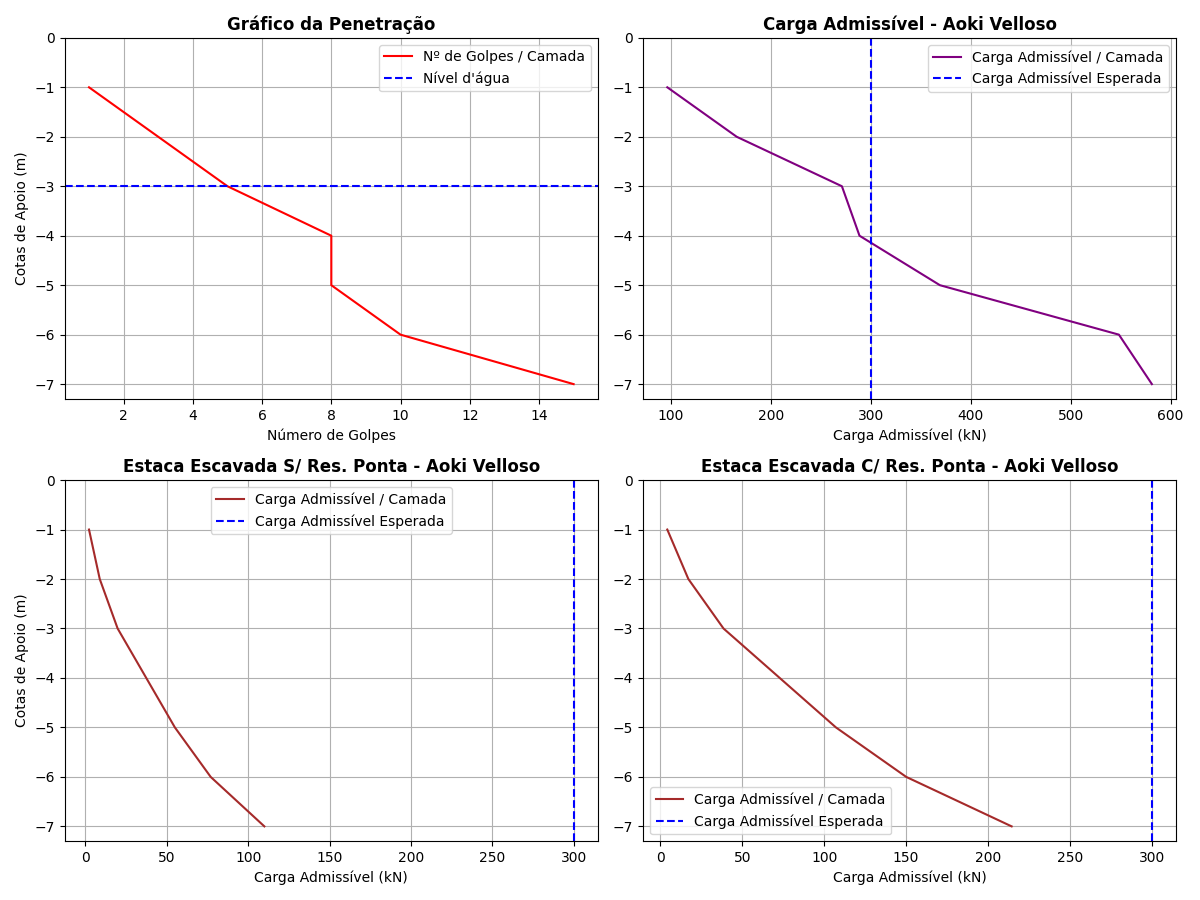 Gráfico da Penetração
0
−1
−2
−3
−4
−5
−6
−7
Cotas de Apoio (m)
Nº de Golpes / Camada
Nível d'água
2 4 6 8 10 12 14
Número de Golpes
Carga Admissível - Aoki Velloso
0
−1
−2
−3
−4
−5
−6
−7
Carga Admissível / Camada
Carga Admissível Esperada
100 200 300 400 500 600
Carga Admissível (kN)
Estaca Escavada S/ Res. Ponta - Aoki Velloso
0
−1
−2
−3
−4
−5
−6
−7
Cotas de Apoio (m)
Carga Admissível / Camada
Carga Admissível Esperada
0 50 100 150 200 250 300
Carga Admissível (kN)
Estaca Escavada C/ Res. Ponta - Aoki Velloso
0
−1
−2
−3
−4
−5
−6
−7
Carga Admissível / Camada
Carga Admissível Esperada
0 50 100 150 200 250 300
Carga Admissível (kN)